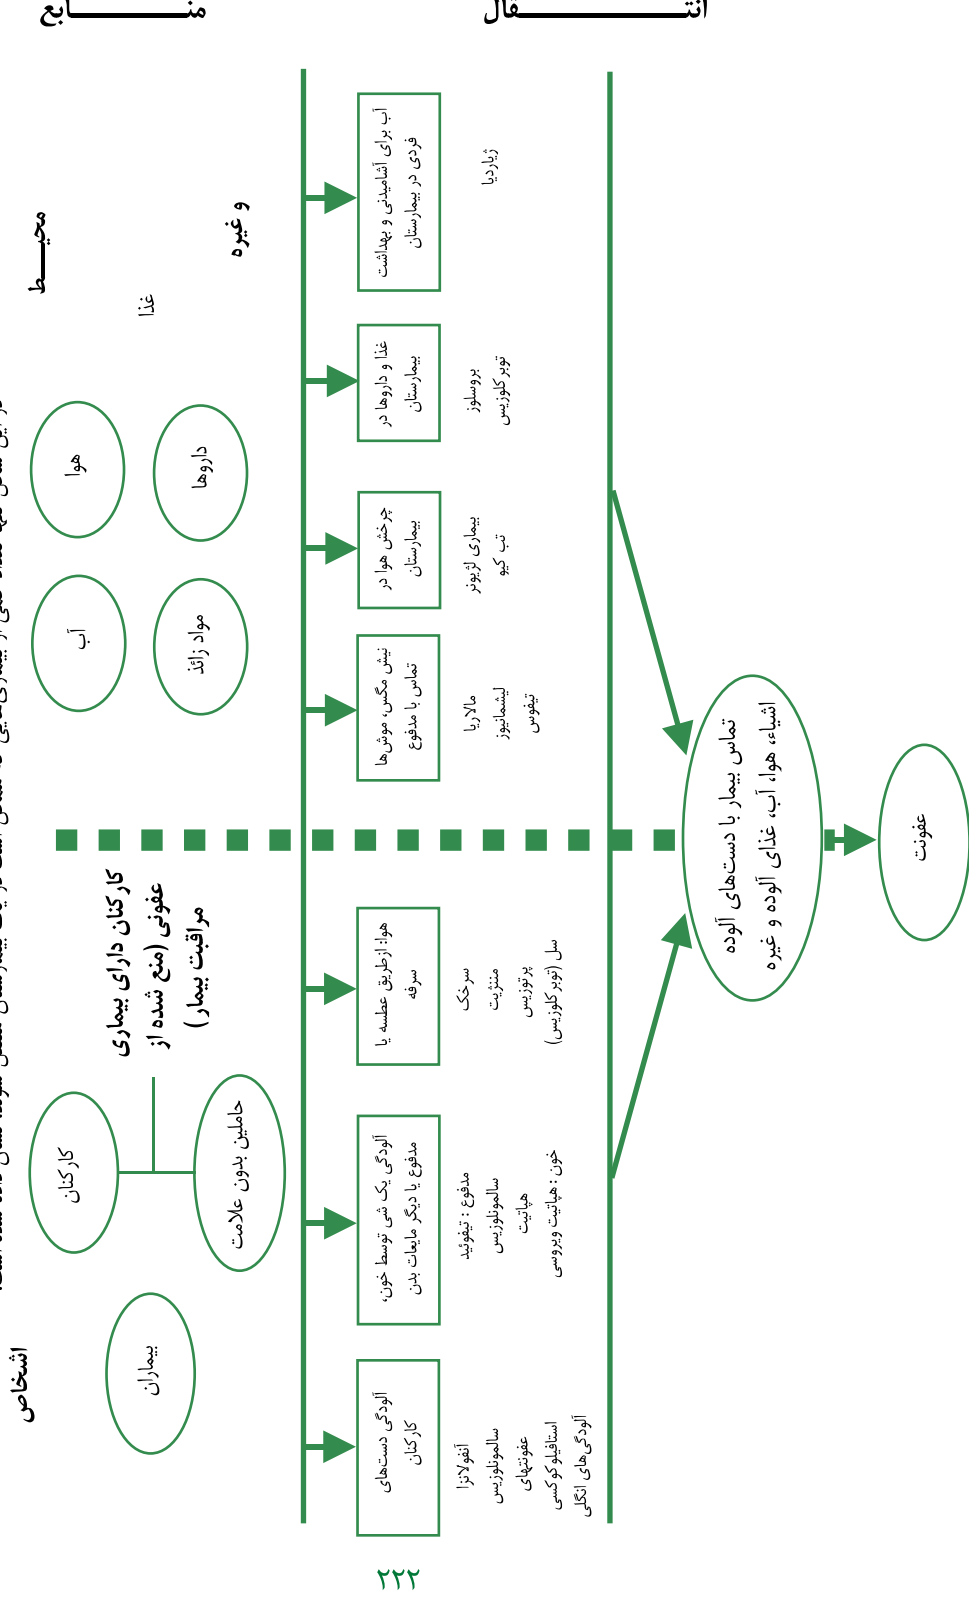 منـــابع
انتـــقال
محیـــط
و غیره
غذا
هوا
داروها
آب
مواد زائد
اشخاص
کارکنان دارای بیماری
عفونی (منع شده از
مراقبت بیمار)
کارکنان
حاملین بدون علامت
بیماران
آب برای آشامیدنی و بهداشت
فردی در بیمارستان
ژیاردیا
غذا و داروها در
بیمارستان
بروسلوز
توبرکلوزیس
چرخش هوا در
بیمارستان
بیماری لژیونر
تب کیو
نیش مگس، موش‌ها
تماس با مدفوع
مالاریا
لیشمانیوز
تیفوس
هوا: ازطریق عطسه یا
سرفه
سرخک
مننژیت
پرتوزیس
سل (توبرکلوزیس)
آلودگی یک شی توسط خون،
مدفوع یا دیگر مایعات بدن
مدفوع : تیفوئید
سالمونلوزیس
هپاتیت
خون : هپاتیت ویروسی
آلودگی دست‌های
کارکنان
آنفولانزا
سالمونلوزیس
عفونتهای
استافیلوکوکسی
آلودگی‌های انگلی
تماس بیمار با دست‌های آلوده
اشیاء، هوا، آب، غذای آلوده و غیره
عفونت
۲۲۲